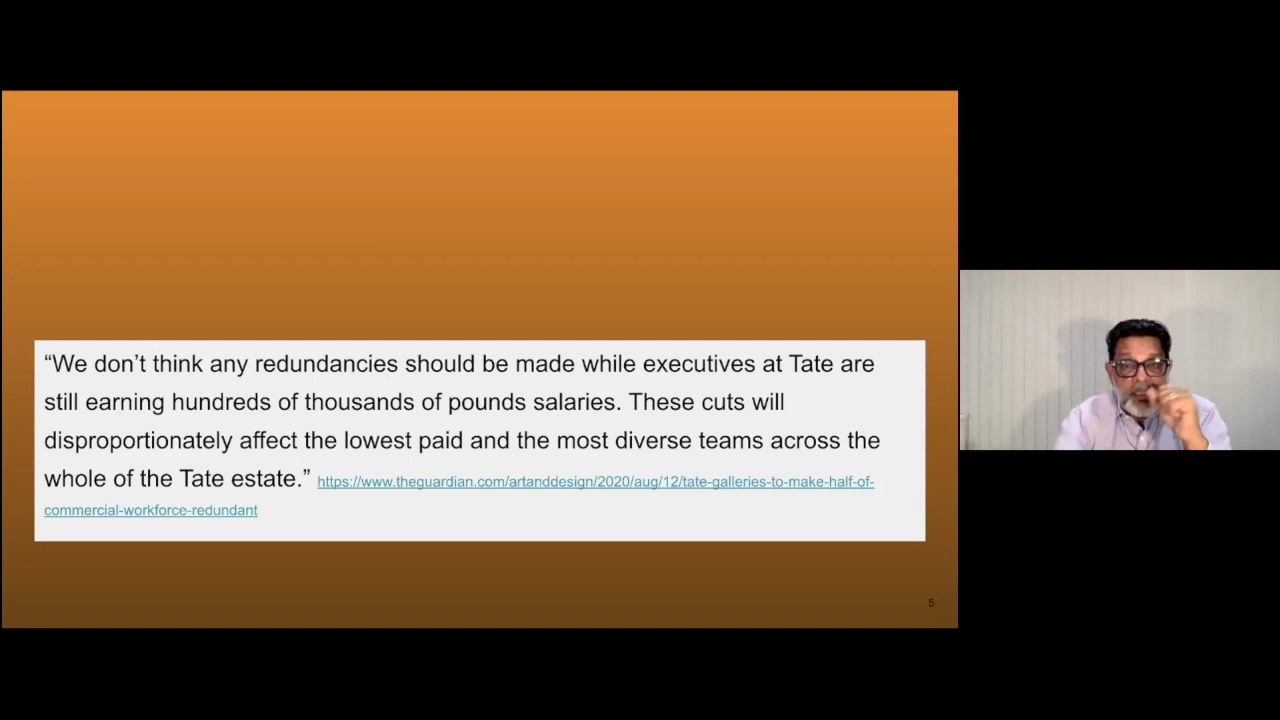 “We don’t think any redundancies should be made while executives at Tate are
still earning hundreds of thousands of pounds salaries. These cuts will
disproportionately affect the lowest paid and the most diverse teams across the
whole of the Tate estate.” https://www.theguardian.com/artanddesign/2020/aug/12/tate-galleries-to-make-half-of-
commercial-workforce-redundant
5